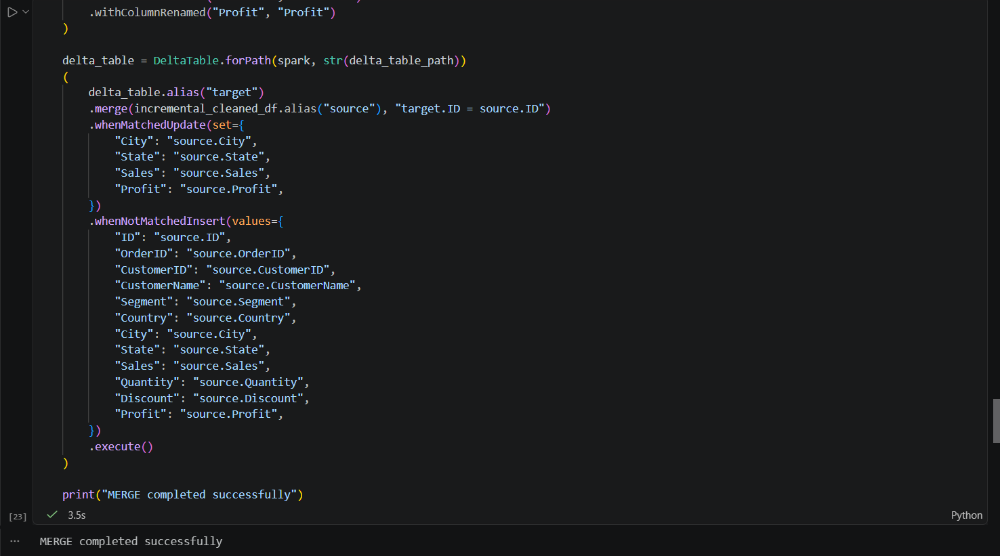 .withColumnRenamed("Profit", "Profit")
)
delta_table = DeltaTable.forPath(spark, str(delta_table_path))
(
delta_table.alias("target")
.merge(incremental_cleaned_df.alias("source"), "target.ID = source.ID")
.whenMatchedUpdate(set={
"City": "source.City",
"State": "source.State",
"Sales": "source.Sales",
"Profit": "source.Profit",
})
.whenNotMatchedInsert(values={
"ID": "source.ID",
"OrderID": "source.OrderID",
"CustomerID": "source.CustomerID",
"CustomerName": "source.CustomerName",
"Segment": "source.Segment",
"Country": "source.Country",
"City": "source.City",
"State": "source.State",
"Sales": "source.Sales",
"Quantity": "source.Quantity",
"Discount": "source.Discount",
"Profit": "source.Profit",
})
.execute()
)
print("MERGE completed successfully")
[23] 3.5s Python
... MERGE completed successfully